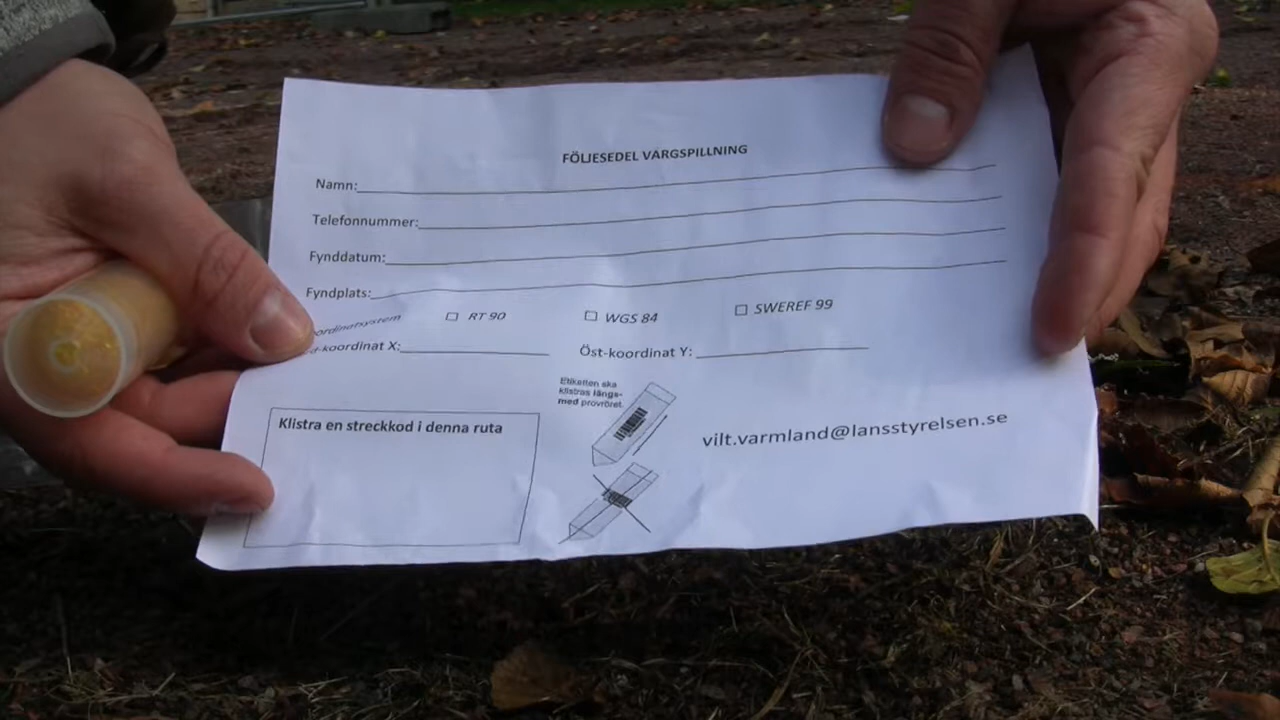 FÖLJESEDEL VARGSPILLNING
Namn:
Telefonnummer:
Fynddatum:
Fyndplats:
RT 90 WGS 84 SWEREF 99
koordinat X: Öst-koordinat Y:
Etiketten ska
klistras längs-
med provröret.
Klistra en streckkod i denna ruta
vilt.varmland@lansstyrelsen.se